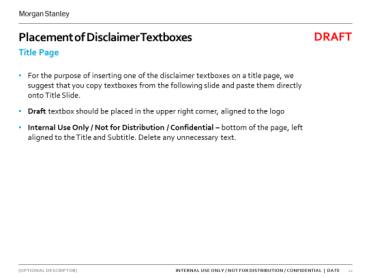 Morgan Stanley
Placement of Disclaimer Textboxes
DRAFT
Title Page
• For the purpose of inserting one of the disclaimer textboxes on a title page, we
suggest that you copy textboxes from the following slide and paste them directly
onto Title Slide.
• Draft textbox should be placed in the upper right corner, aligned to the logo
• Internal Use Only / Not for Distribution / Confidential – bottom of the page, left
aligned to the Title and Subtitle. Delete any unnecessary text.
[OPTIONAL DESCRIPTOR]
INTERNAL USE ONLY / NOT FOR DISTRIBUTION / CONFIDENTIAL | DATE